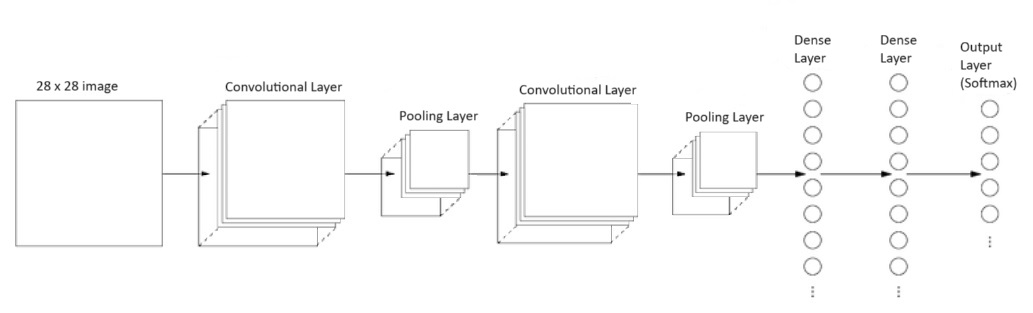 28 x 28 image
Convolutional Layer
Pooling Layer
Convolutional Layer
Pooling Layer
Dense
Layer
Dense
Layer
Output
Layer
(Softmax)